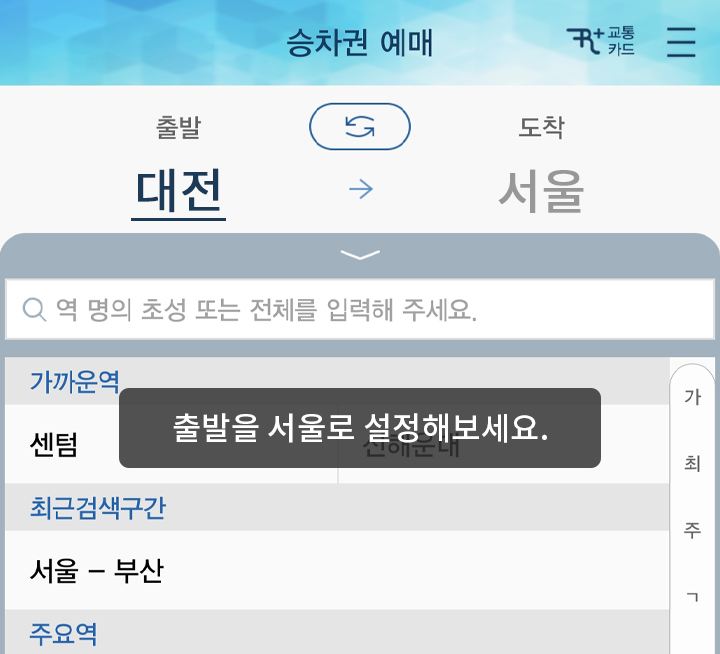 승차권 예매
교통
카드
출발
도착
대전
서울
역 명의 초성 또는 전체를 입력해 주세요.
가까운역
센텀
신해운대
출발을 서울로 설정해보세요.
최근검색구간
서울 – 부산
주요역
가
최
주
ㄱ